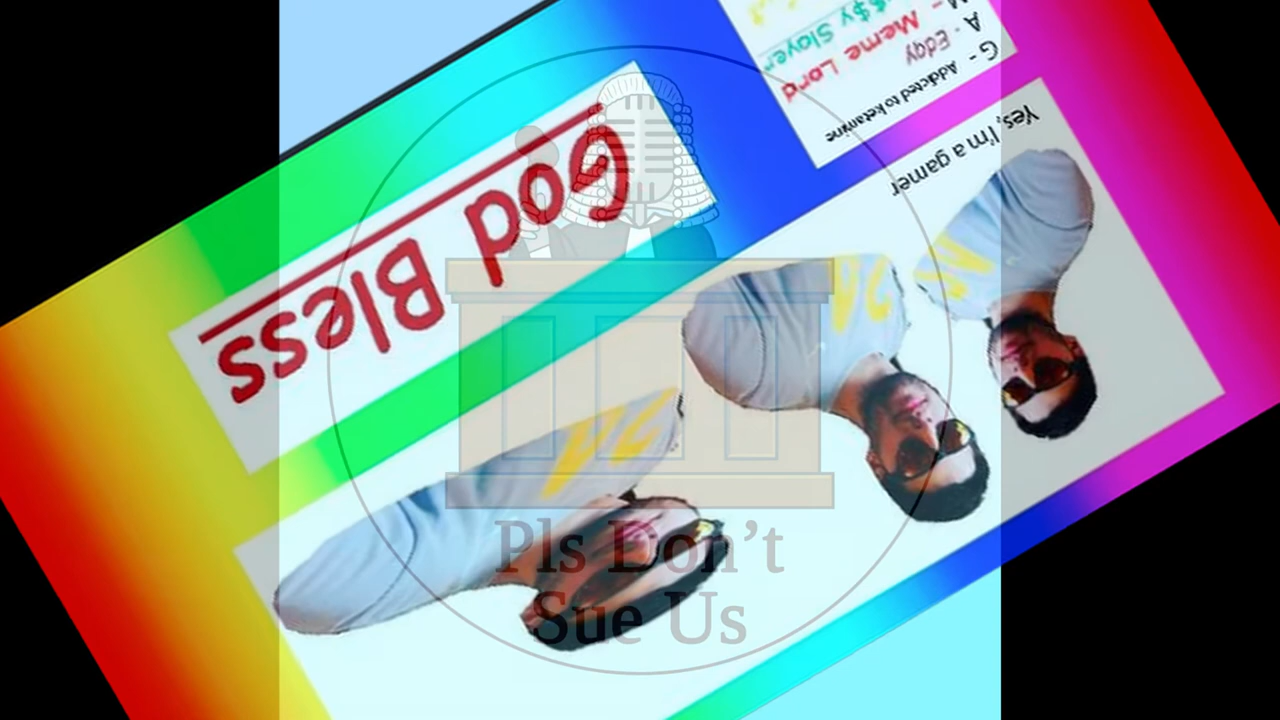 Yes, I'm a gamer
G - Addicted to ketamine
A - Edgy
M - Meme Lord
Slayer
God Bless
Pls Don't
Sue Us